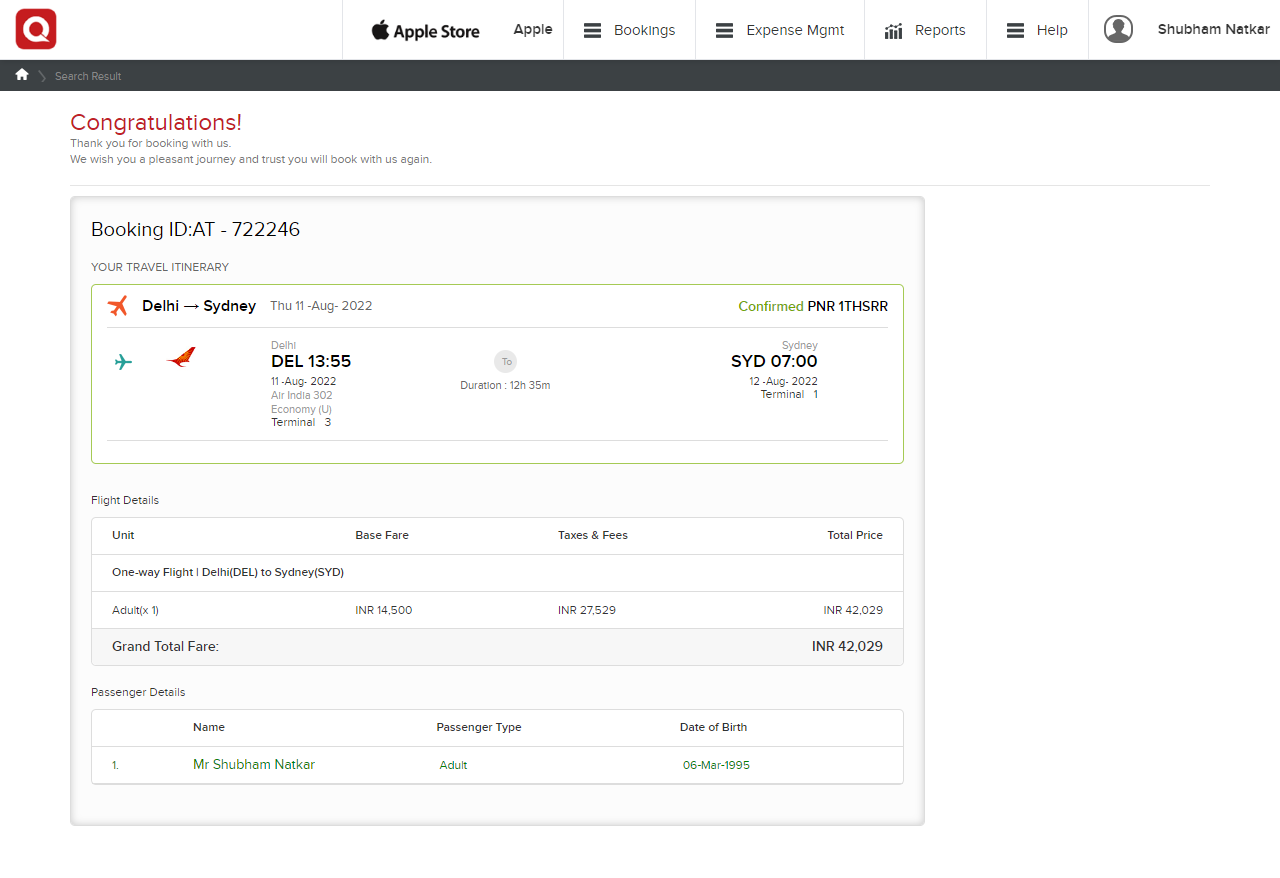 Q Apple Store Apple Bookings Expense Mgmt Reports Help Shubham Natkar
Search Result
Congratulations!
Thank you for booking with us.
We wish you a pleasant journey and trust you will book with us again.
Booking ID:AT - 722246
YOUR TRAVEL ITINERARY
Delhi → Sydney Thu 11 -Aug- 2022 Confirmed PNR 1THSRR
Delhi Sydney
DEL 13:55 To SYD 07:00
11 -Aug- 2022 Duration : 12h 35m 12 -Aug- 2022
Air India 302 Terminal 1
Economy (U)
Terminal 3
Flight Details
Unit Base Fare Taxes & Fees Total Price
One-way Flight | Delhi(DEL) to Sydney(SYD)
Adult(x 1) INR 14,500 INR 27,529 INR 42,029
Grand Total Fare: INR 42,029
Passenger Details
Name Passenger Type Date of Birth
1. Mr Shubham Natkar Adult 06-Mar-1995